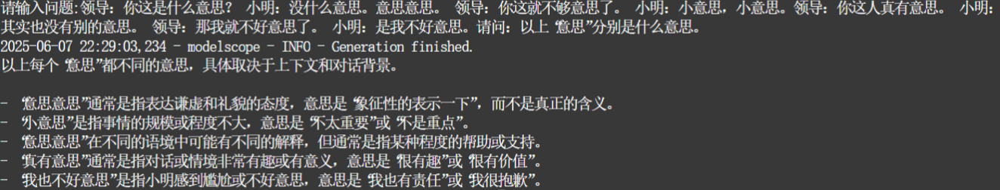 请输入问题:领导：你这是什么意思？ 小明：没什么意思。意思意思。 领导：你这就不够意思了。 小明：小意思，小意思。领导：你这人真有意思。 小明：
其实也没有别的意思。 领导：那我就不好意思了。 小明：是我不好意思。请问：以上“意思”分别是什么意思。
2025-06-07 22:29:03,234 - modelscope - INFO - Generation finished.
以上每个“意思”都不同的意思，具体取决于上下文和对话背景。
- “意思意思”通常是指表达谦虚和礼貌的态度，意思是“象征性的表示一下”，而不是真正的含义。
- “小意思”是指事情的规模或程度不大，意思是“不太重要”或“不是重点”。
- “意思意思”在不同的语境中可能有不同的解释，但通常是指某种程度的帮助或支持。
- “真有意思”通常是指对话或情境非常有趣或有意义，意思是“很有趣”或“很有价值”。
- “我也不好意思”是指小明感到尴尬或不好意思，意思是“我也有责任”或“我很抱歉”。